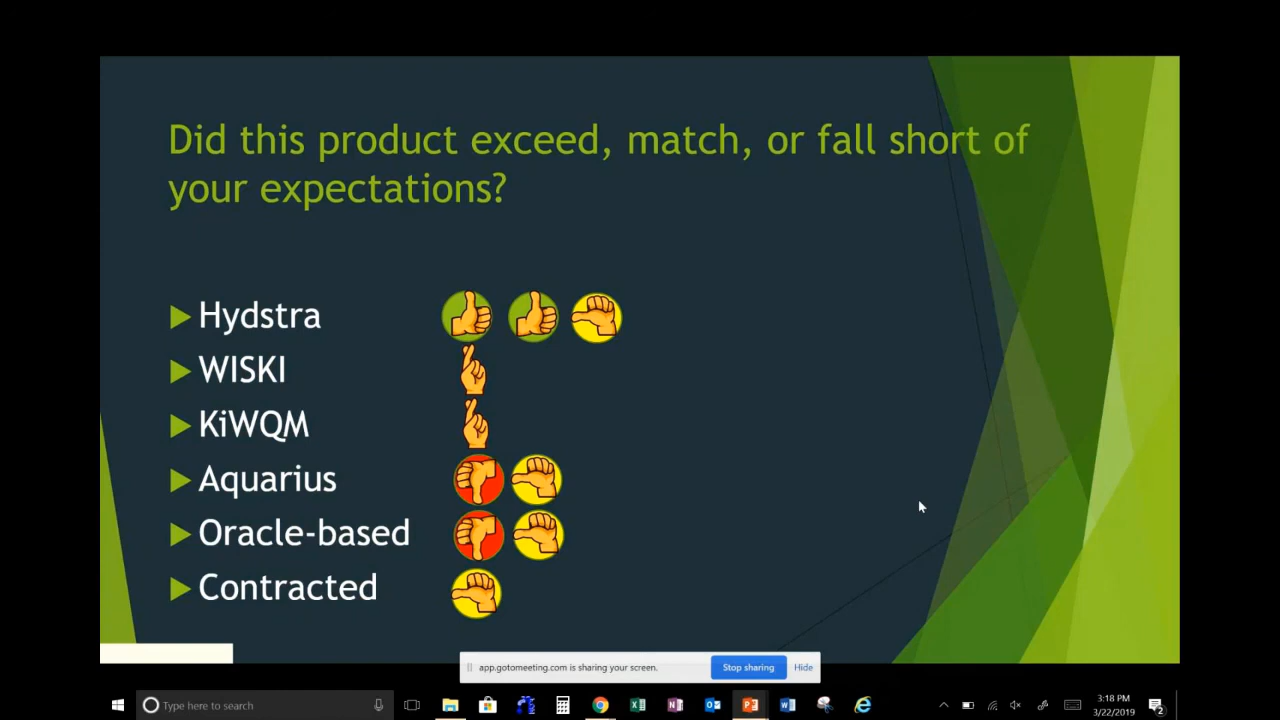 Did this product exceed, match, or fall short of
your expectations?
Hydstra
WISKI
KiWQM
Aquarius
Oracle-based
Contracted
app.gotomeeting.com is sharing your screen.
Stop sharing
Hide
Type here to search
3:18 PM
3/22/2019
2